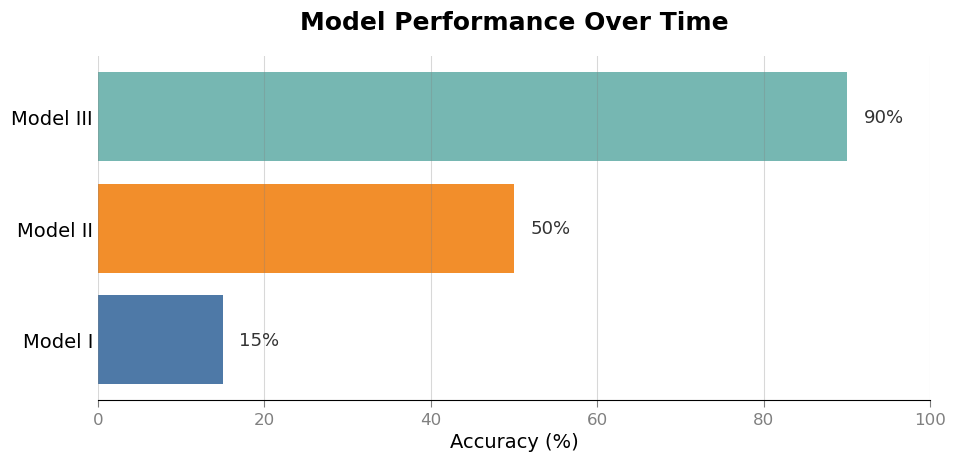 Model Performance Over Time
Model III
90%
Model II
50%
Model I
15%
0 20 40 60 80 100
Accuracy (%)